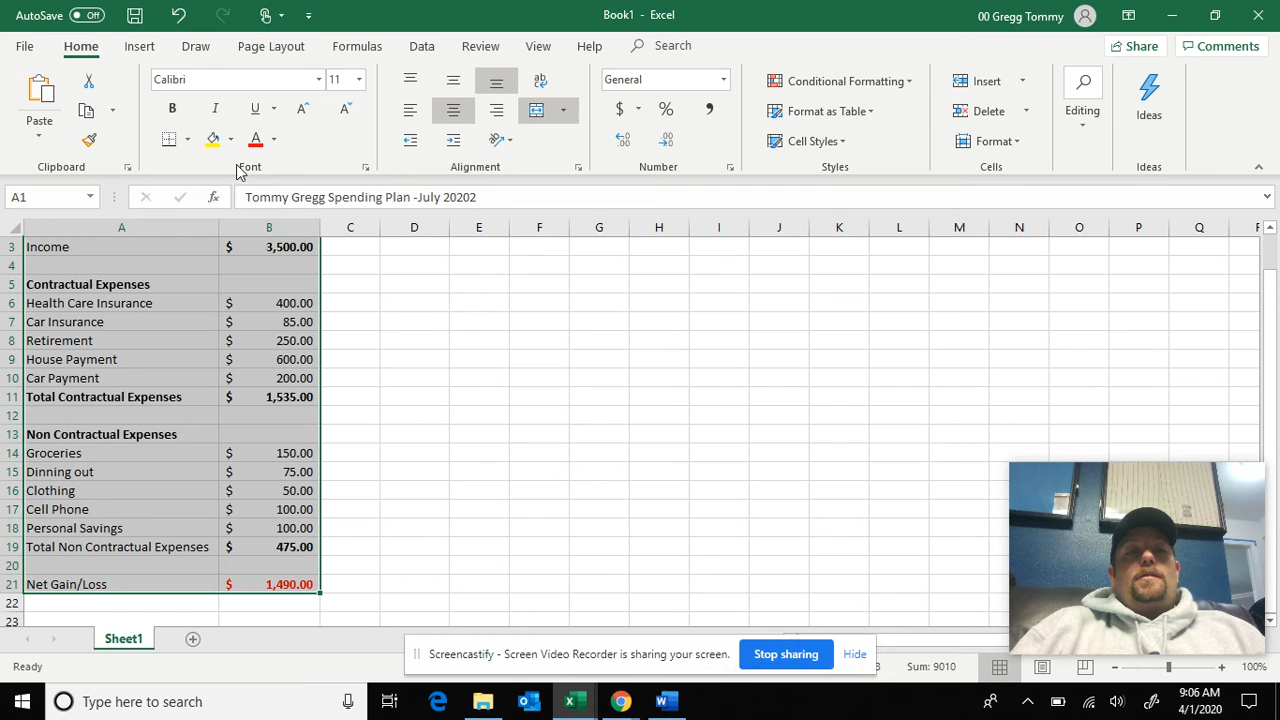 AutoSave Off Book1 - Excel 00 Gregg Tommy
File Home Insert Draw Page Layout Formulas Data Review View Help Search Share Comments
Calibri 11 General Conditional Formatting Insert
Paste B I U $ % Format as Table Delete Editing Ideas
A Cell Styles Format
Clipboard Font Alignment Number Styles Cells Ideas
A1 fx Tommy Gregg Spending Plan -July 20202
A B C D E F G H I J K L M N O P Q
3 Income $ 3,500.00
4
5 Contractual Expenses
6 Health Care Insurance $ 400.00
7 Car Insurance $ 85.00
8 Retirement $ 250.00
9 House Payment $ 600.00
10 Car Payment $ 200.00
11 Total Contractual Expenses $ 1,535.00
12
13 Non Contractual Expenses
14 Groceries $ 150.00
15 Dinning out $ 75.00
16 Clothing $ 50.00
17 Cell Phone $ 100.00
18 Personal Savings $ 100.00
19 Total Non Contractual Expenses $ 475.00
20
21 Net Gain/Loss $ 1,490.00
22
23
Sheet1
Screencastify - Screen Video Recorder is sharing your screen. Stop sharing Hide
Ready Sum: 9010 100%
Type here to search 9:06 AM
4/1/2020